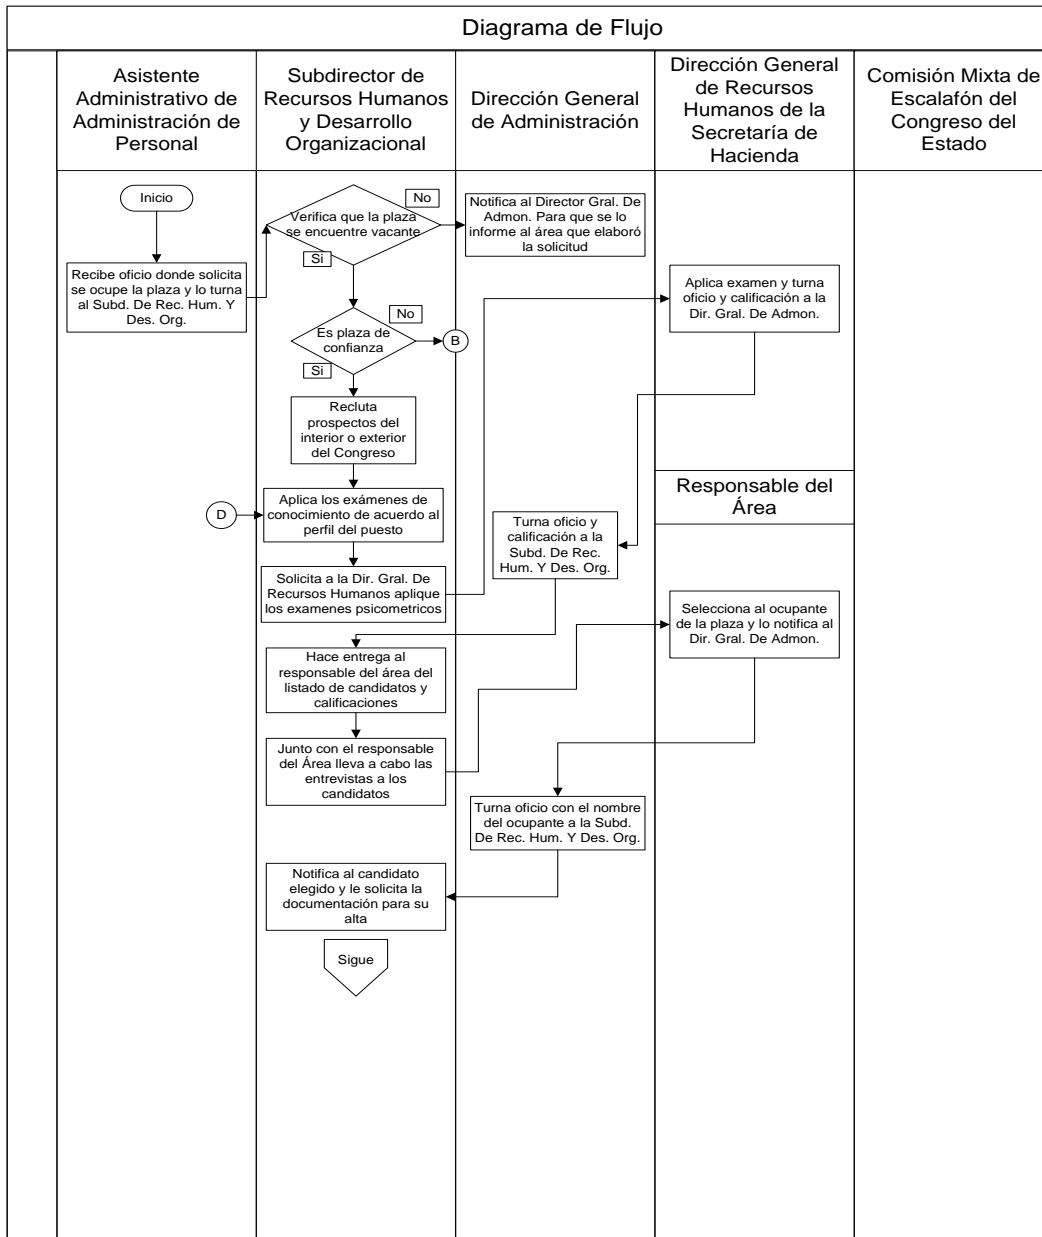 Diagrama de Flujo
Asistente
Administrativo de
Administración de
Personal
Subdirector de
Recursos Humanos
y Desarrollo
Organizacional
Dirección General
de Administración
Dirección General
de Recursos
Humanos de la
Secretaría de
Hacienda
Comisión Mixta de
Escalafón del
Congreso del
Estado
Inicio
Recibe oficio donde solicita
se ocupe la plaza y lo turna
al Subd. De Rec. Hum. Y
Des. Org.
No
Verifica que la plaza
se encuentre vacante
Si
Notifica al Director Gral. De
Admon. Para que se lo
informe al área que elaboró
la solicitud
No
Es plaza de
confianza
Si
B
Recluta
prospectos del
interior o exterior
del Congreso
D
Aplica los exámenes de
conocimiento de acuerdo al
perfil del puesto
Solicita a la Dir. Gral. De
Recursos Humanos aplique
los examenes psicometricos
Aplica examen y turna
oficio y calificación a la
Dir. Gral. De Admon.
Turna oficio y
calificación a la
Subd. De Rec.
Hum. Y Des. Org.
Hace entrega al
responsable del área del
listado de candidatos y
calificaciones
Junto con el responsable
del Área lleva a cabo las
entrevistas a los
candidatos
Responsable del
Área
Selecciona al ocupante
de la plaza y lo notifica al
Dir. Gral. De Admon.
Turna oficio con el nombre
del ocupante a la Subd.
De Rec. Hum. Y Des. Org.
Notifica al candidato
elegido y le solicita la
documentación para su
alta
Sigue